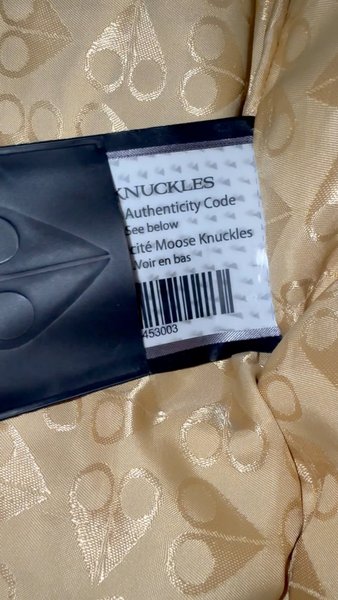 KNUCKLES
Authenticity Code
See below
cité Moose Knuckles
Voir en bas
453003